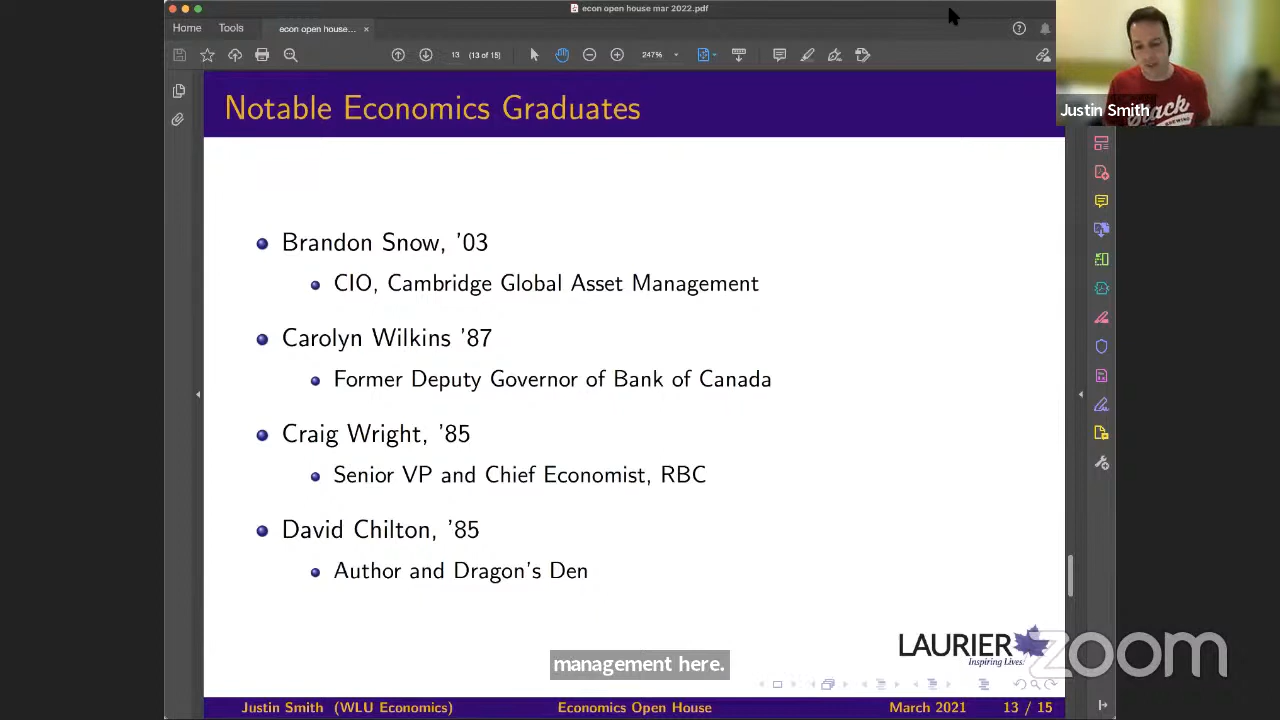 econ open house mar 2022.pdf
Home Tools econ open house... ×
13 (13 of 15) 247%
Justin Smith
Slack
BREWING
Notable Economics Graduates
Brandon Snow, ’03
CIO, Cambridge Global Asset Management
Carolyn Wilkins ’87
Former Deputy Governor of Bank of Canada
Craig Wright, ’85
Senior VP and Chief Economist, RBC
David Chilton, ’85
Author and Dragon’s Den
LAURIER
Inspiring Lives.
zoom
management here.
Justin Smith (WLU Economics) Economics Open House March 2021 13 / 15